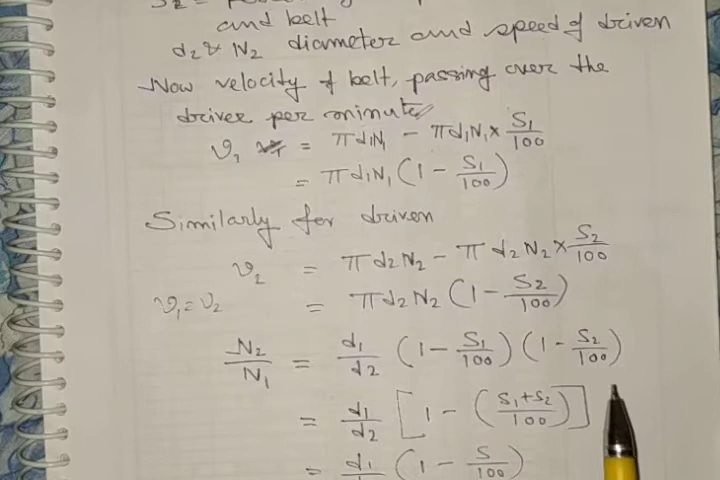 S₂ =
and belt
d₂ & N₂ diameter and speed of driven
Now velocity of belt, passing over the
driver per minute
v₁ = πd₁N₁ - πd₁N₁ × S₁/100
= πd₁N₁ (1 - S₁/100)
Similarly for driven
v₂ = πd₂N₂ - πd₂N₂ × S₂/100
v₁ = v₂ = πd₂N₂ (1 - S₂/100)
N₂/N₁ = d₁/d₂ (1 - S₁/100) (1 - S₂/100)
= d₁/d₂ [1 - (S₁+S₂/100)]
= d₁ (1 - S/100)